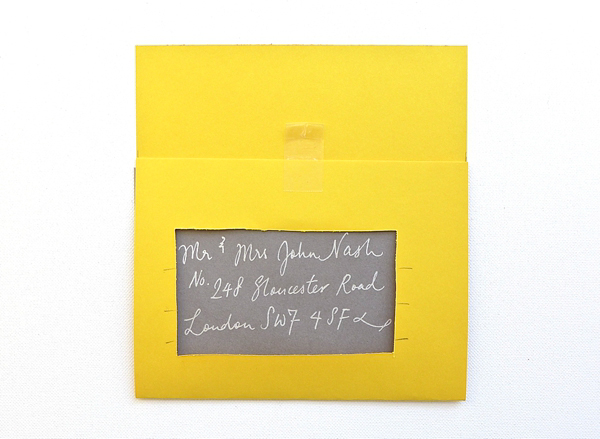 Mr & Mrs John Nash
No. 248 Gloucester Road
London SW7 4SF